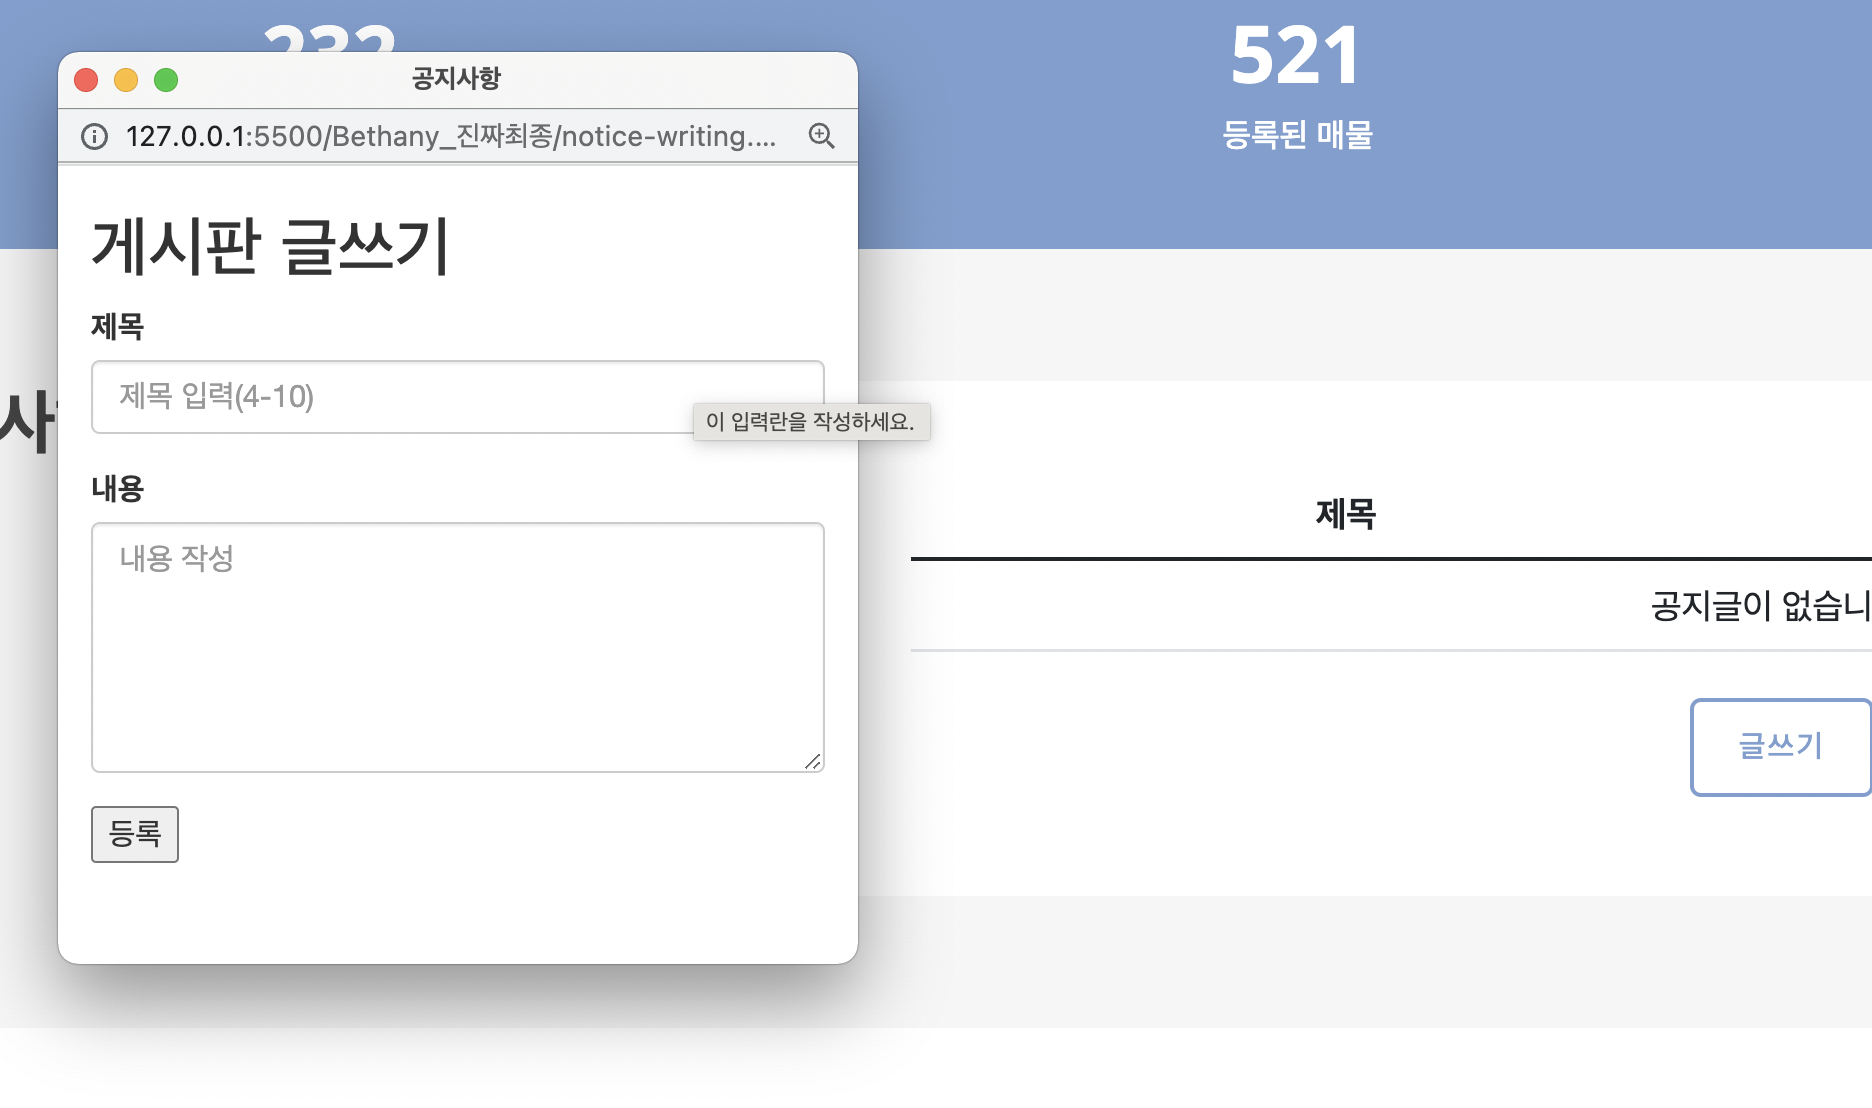 232
521
등록된 매물
공지사항
127.0.0.1:5500/Bethany_진짜최종/notice-writing....
게시판 글쓰기
제목
제목 입력(4-10)
이 입력란을 작성하세요.
내용
내용 작성
등록
제목
공지글이 없습니
글쓰기